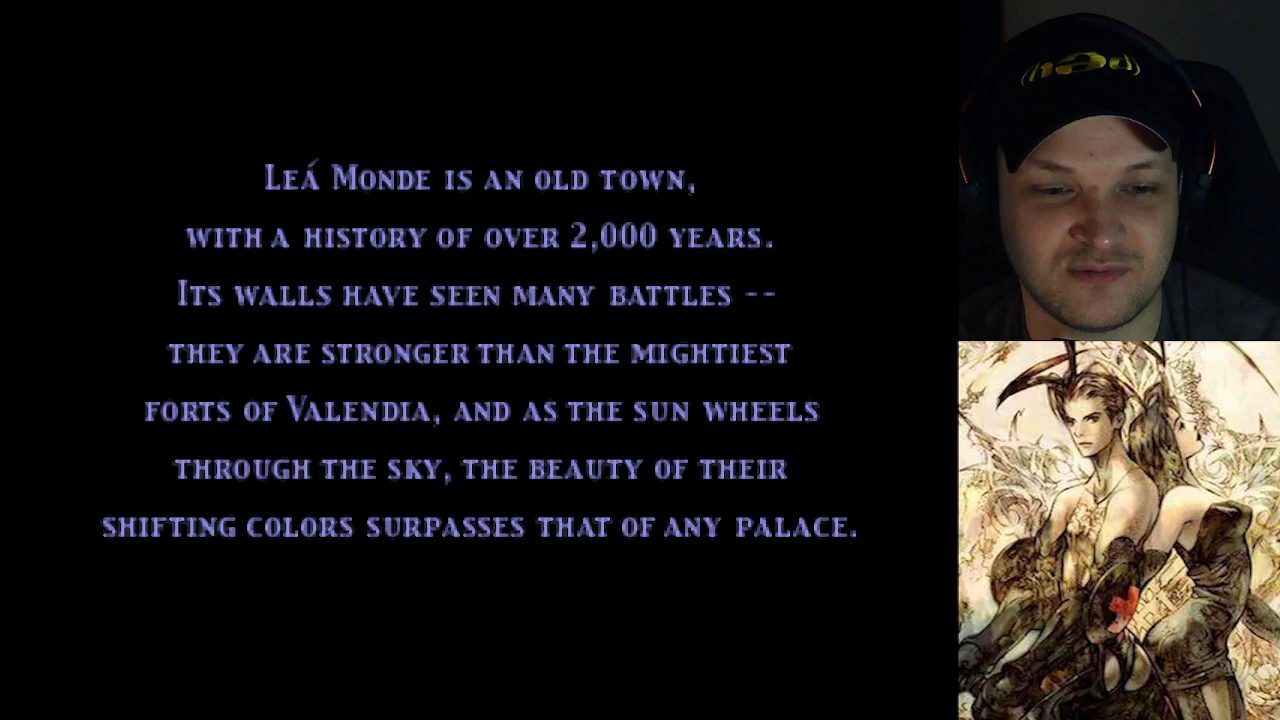 Leá Monde is an old town,
with a history of over 2,000 years.
Its walls have seen many battles --
they are stronger than the mightiest
forts of Valendia, and as the sun wheels
through the sky, the beauty of their
shifting colors surpasses that of any palace.